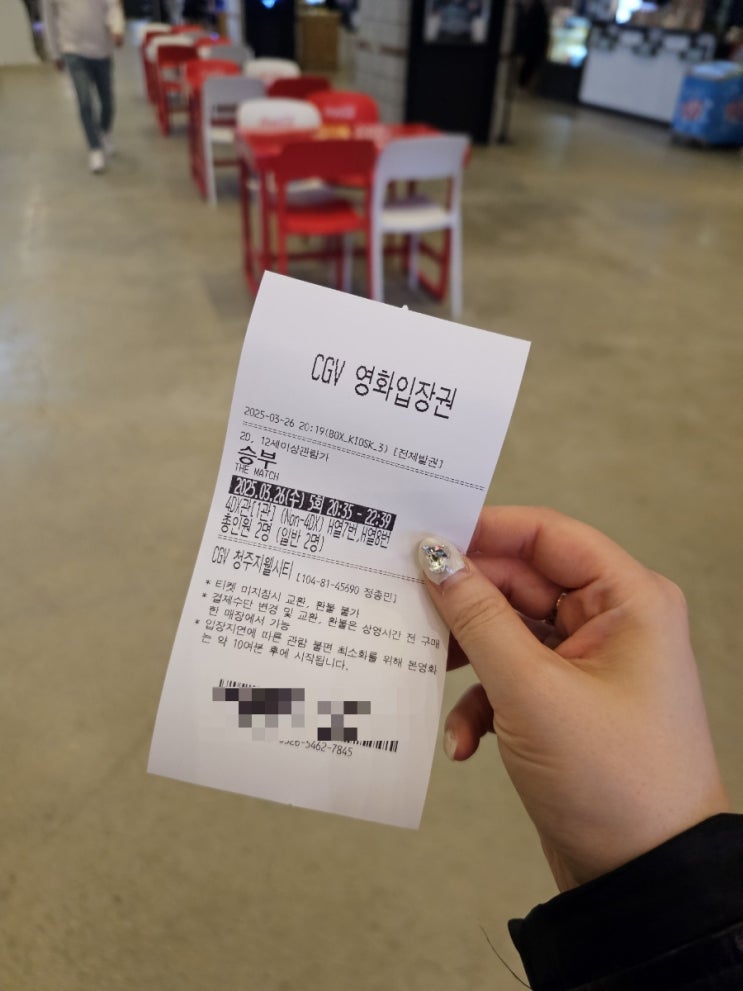 CGV 영화입장권
2025-03-26 20:19(BOX_KIOSK_3) [전체발권]
2D, 12세이상관람가
승부
THE MATCH
2025.03.26(수) 5회 20:35 - 22:39
4DX관[1관] (Non-4DX) H열7번,H열8번
총인원 2명 (일반 2명)
CGV 청주지웰시티 [104-81-45690 정종민]
* 티켓 미지참시 교환, 환불 불가
* 결제수단 변경 및 교환, 환불은 상영시간 전 구매
한 매장에서 가능
* 입장지연에 따른 관람 불편 최소화를 위해 본영화
는 약 10여분 후에 시작됩니다.
-5462-7845